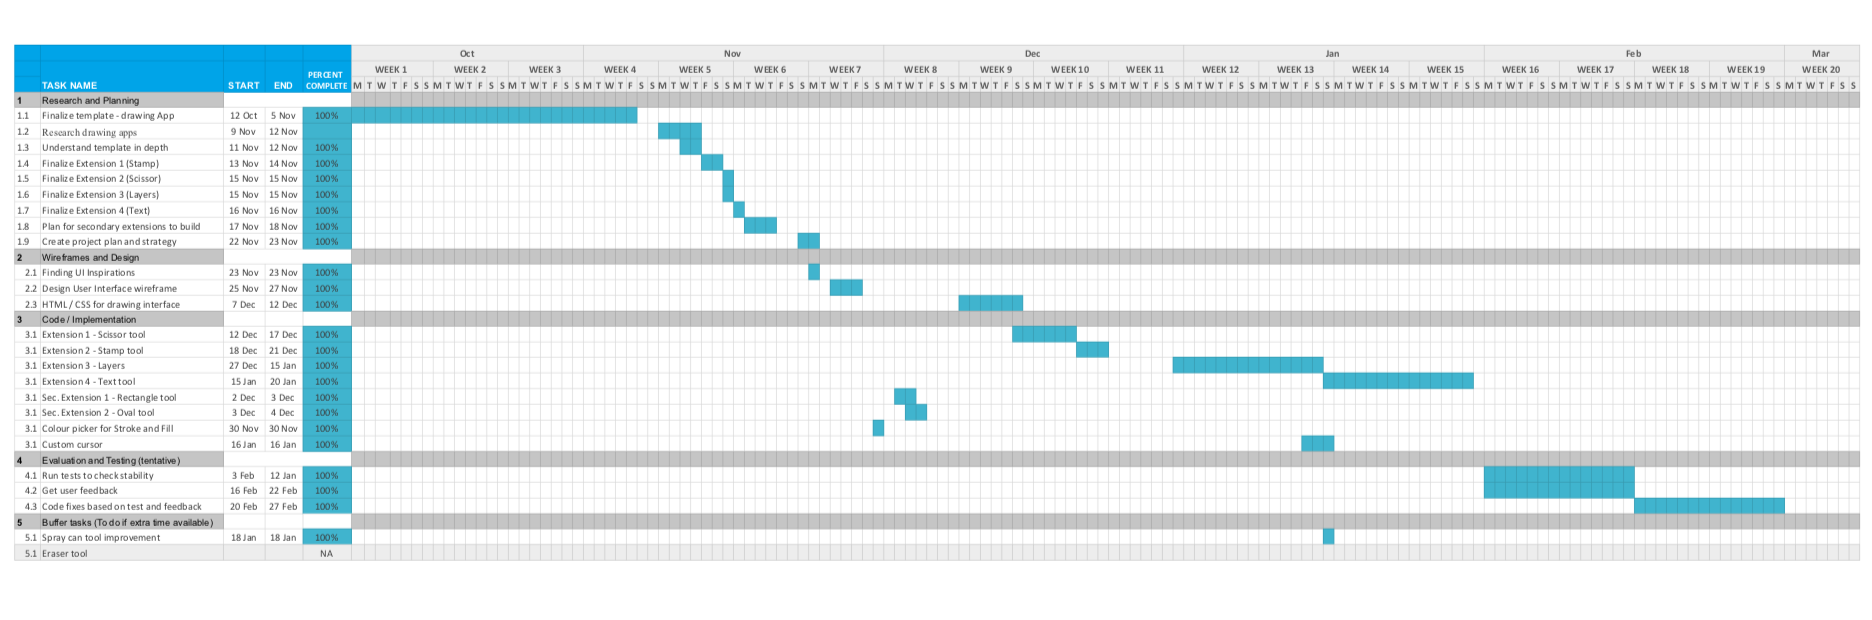 Oct Nov Dec Jan Feb Mar
WEEK 1 WEEK 2 WEEK 3 WEEK 4 WEEK 5 WEEK 6 WEEK 7 WEEK 8 WEEK 9 WEEK 10 WEEK 11 WEEK 12 WEEK 13 WEEK 14 WEEK 15 WEEK 16 WEEK 17 WEEK 18 WEEK 19 WEEK 20
TASK NAME START END PERCENT COMPLETE M T W T F S S M T W T F S S M T W T F S S M T W T F S S M T W T F S S M T W T F S S M T W T F S S M T W T F S S M T W T F S S M T W T F S S M T W T F S S M T W T F S S M T W T F S S M T W T F S S M T W T F S S M T W T F S S M T W T F S S M T W T F S S M T W T F S S M T W T F S S
1 Research and Planning
1.1 Finalize template - drawing App 12 Oct 5 Nov 100%
1.2 Research drawing apps 9 Nov 12 Nov
1.3 Understand template in depth 11 Nov 12 Nov 100%
1.4 Finalize Extension 1 (Stamp) 13 Nov 14 Nov 100%
1.5 Finalize Extension 2 (Scissor) 15 Nov 15 Nov 100%
1.6 Finalize Extension 3 (Layers) 15 Nov 15 Nov 100%
1.7 Finalize Extension 4 (Text) 16 Nov 16 Nov 100%
1.8 Plan for secondary extensions to build 17 Nov 18 Nov 100%
1.9 Create project plan and strategy 22 Nov 23 Nov 100%
2 Wireframes and Design
2.1 Finding UI Inspirations 23 Nov 23 Nov 100%
2.2 Design User Interface wireframe 25 Nov 27 Nov 100%
2.3 HTML / CSS for drawing interface 7 Dec 12 Dec 100%
3 Code / Implementation
3.1 Extension 1 - Scissor tool 12 Dec 17 Dec 100%
3.1 Extension 2 - Stamp tool 18 Dec 21 Dec 100%
3.1 Extension 3 - Layers 27 Dec 15 Jan 100%
3.1 Extension 4 - Text tool 15 Jan 20 Jan 100%
3.1 Sec. Extension 1 - Rectangle tool 2 Dec 3 Dec 100%
3.1 Sec. Extension 2 - Oval tool 3 Dec 4 Dec 100%
3.1 Colour picker for Stroke and Fill 30 Nov 30 Nov 100%
3.1 Custom cursor 16 Jan 16 Jan 100%
4 Evaluation and Testing (tentative)
4.1 Run tests to check stability 3 Feb 12 Jan 100%
4.2 Get user feedback 16 Feb 22 Feb 100%
4.3 Code fixes based on test and feedback 20 Feb 27 Feb 100%
5 Buffer tasks (To do if extra time available)
5.1 Spray can tool improvement 18 Jan 18 Jan 100%
5.1 Eraser tool NA